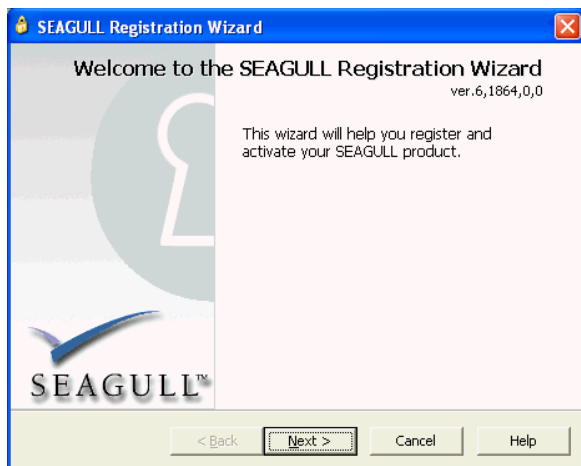 SEAGULL Registration Wizard
Welcome to the SEAGULL Registration Wizard
ver.6,1864,0,0
This wizard will help you register and
activate your SEAGULL product.
SEAGULL™
< Back Next > Cancel Help